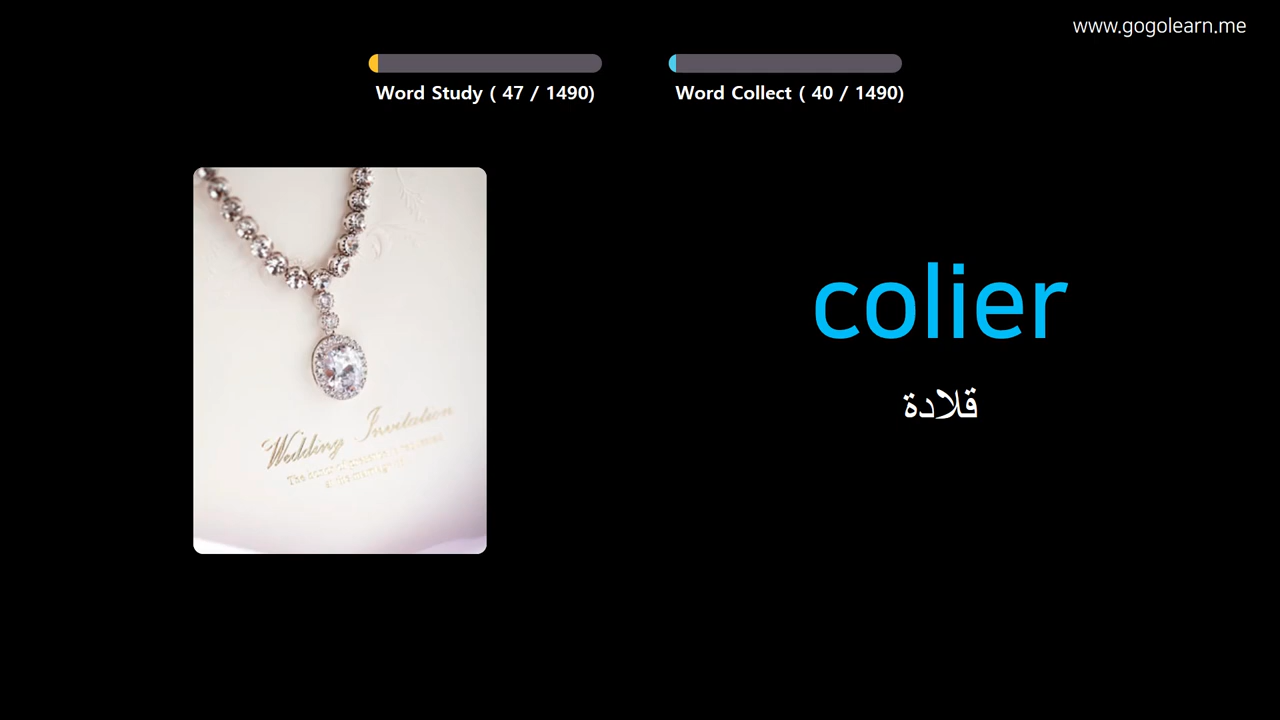 www.gogolearn.me
Word Study ( 47 / 1490)
Word Collect ( 40 / 1490)
colier
قلادة
Wedding Invitation